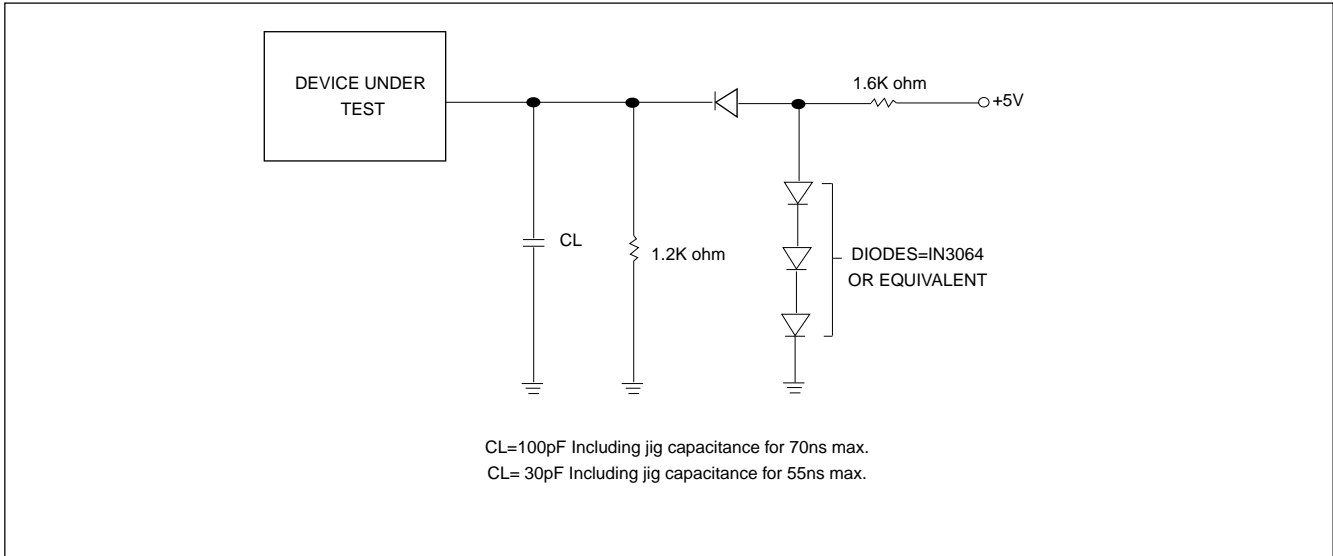 DEVICE UNDER
TEST
1.6K ohm
+5V
CL
1.2K ohm
DIODES=IN3064
OR EQUIVALENT
CL=100pF Including jig capacitance for 70ns max.
CL= 30pF Including jig capacitance for 55ns max.